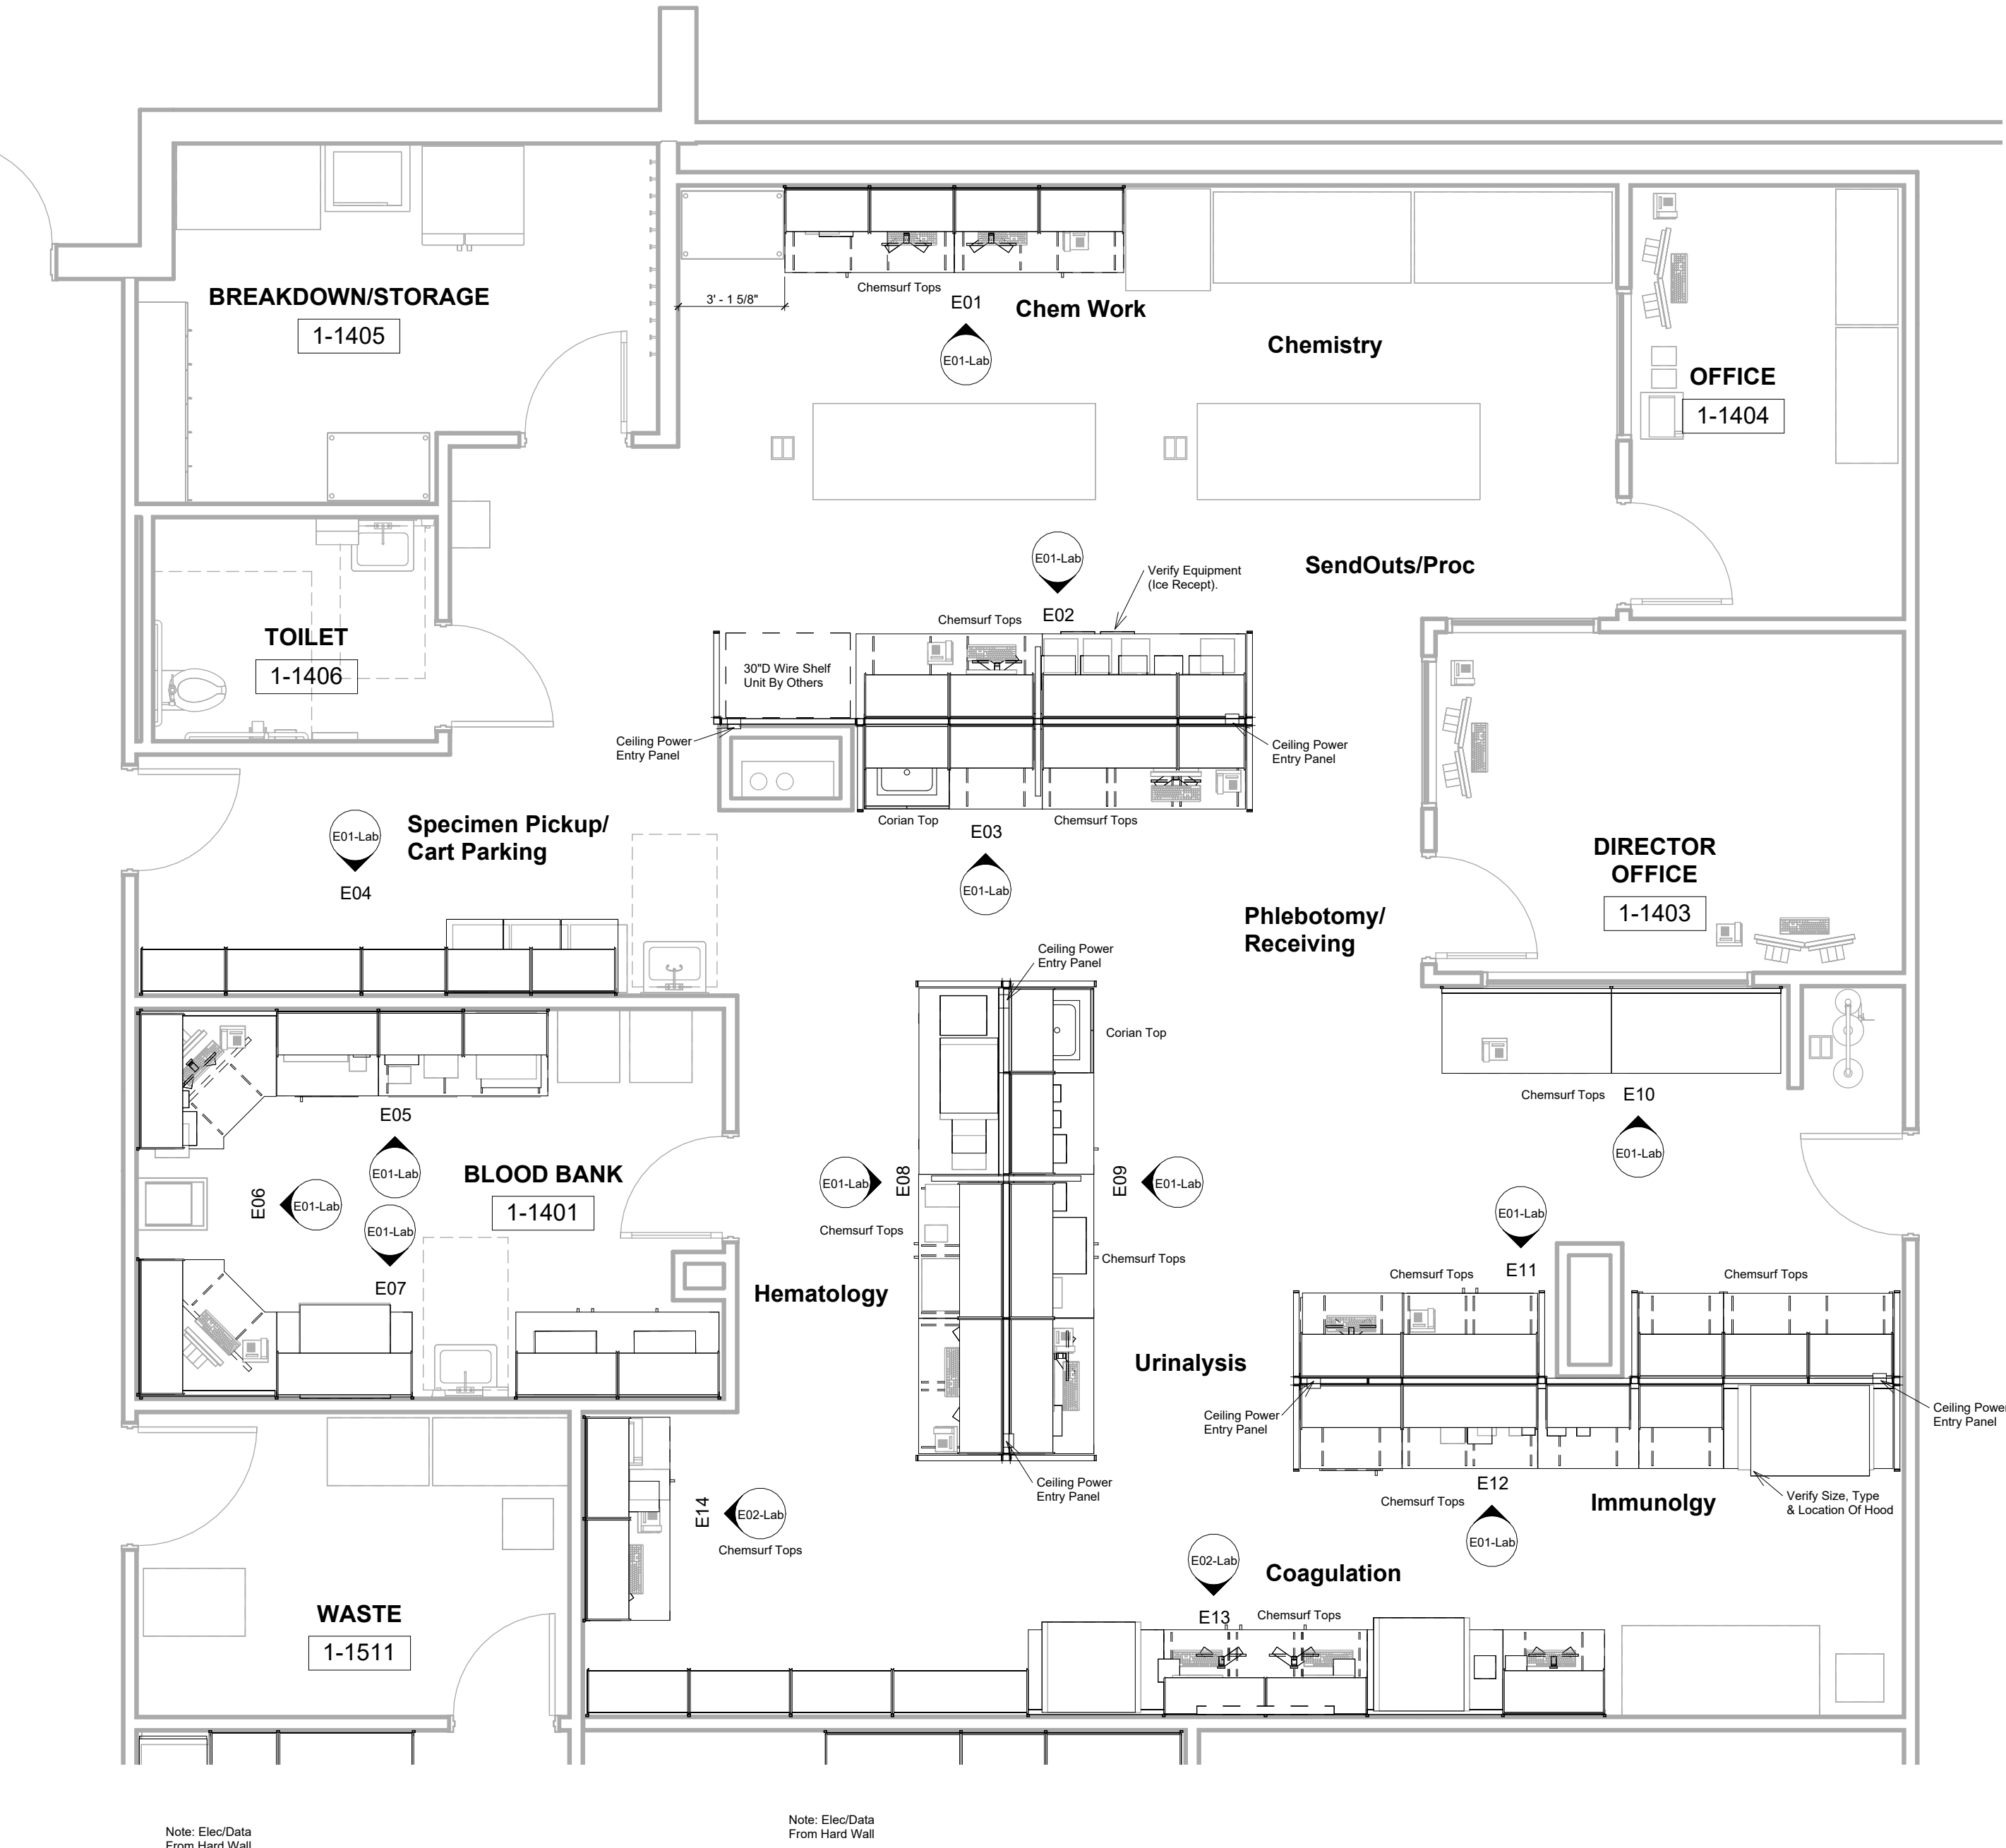 BREAKDOWN/STORAGE
1-1405
3' - 1 5/8"
Chemsurf Tops
E01
E01-Lab
Chem Work
Chemistry
OFFICE
1-1404
TOILET
1-1406
E01-Lab
E02
Chemsurf Tops
Verify Equipment
(Ice Recept).
SendOuts/Proc
30"D Wire Shelf
Unit By Others
Ceiling Power
Entry Panel
Ceiling Power
Entry Panel
Corian Top
E03
Chemsurf Tops
E01-Lab
E01-Lab
E04
Specimen Pickup/
Cart Parking
DIRECTOR
OFFICE
1-1403
Phlebotomy/
Receiving
Ceiling Power
Entry Panel
Corian Top
Chemsurf Tops
E10
E01-Lab
E05
E01-Lab
BLOOD BANK
1-1401
E06
E01-Lab
E01-Lab
E07
E01-Lab
E08
Chemsurf Tops
E09
E01-Lab
Chemsurf Tops
Hematology
Urinalysis
E01-Lab
E11
Chemsurf Tops
Chemsurf Tops
Ceiling Power
Entry Panel
Ceiling Power
Entry Panel
E12
Chemsurf Tops
E01-Lab
Immunolgy
Verify Size, Type
& Location Of Hood
Ceiling Power
Entry Panel
E14
E02-Lab
Chemsurf Tops
E02-Lab
E13
Chemsurf Tops
Coagulation
WASTE
1-1511
Note: Elec/Data
From Hard Wall
Note: Elec/Data
From Hard Wall